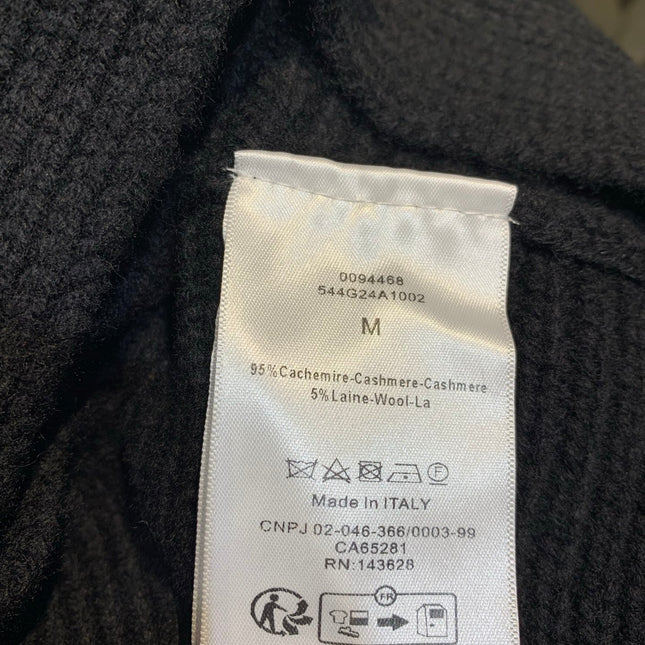 0094468
544G24A1002
M
95%Cachemire-Cashmere-Cashmere
5%Laine-Wool-La
F
Made In ITALY
CNPJ 02-046-366/0003-99
CA65281
RN:143628
FR